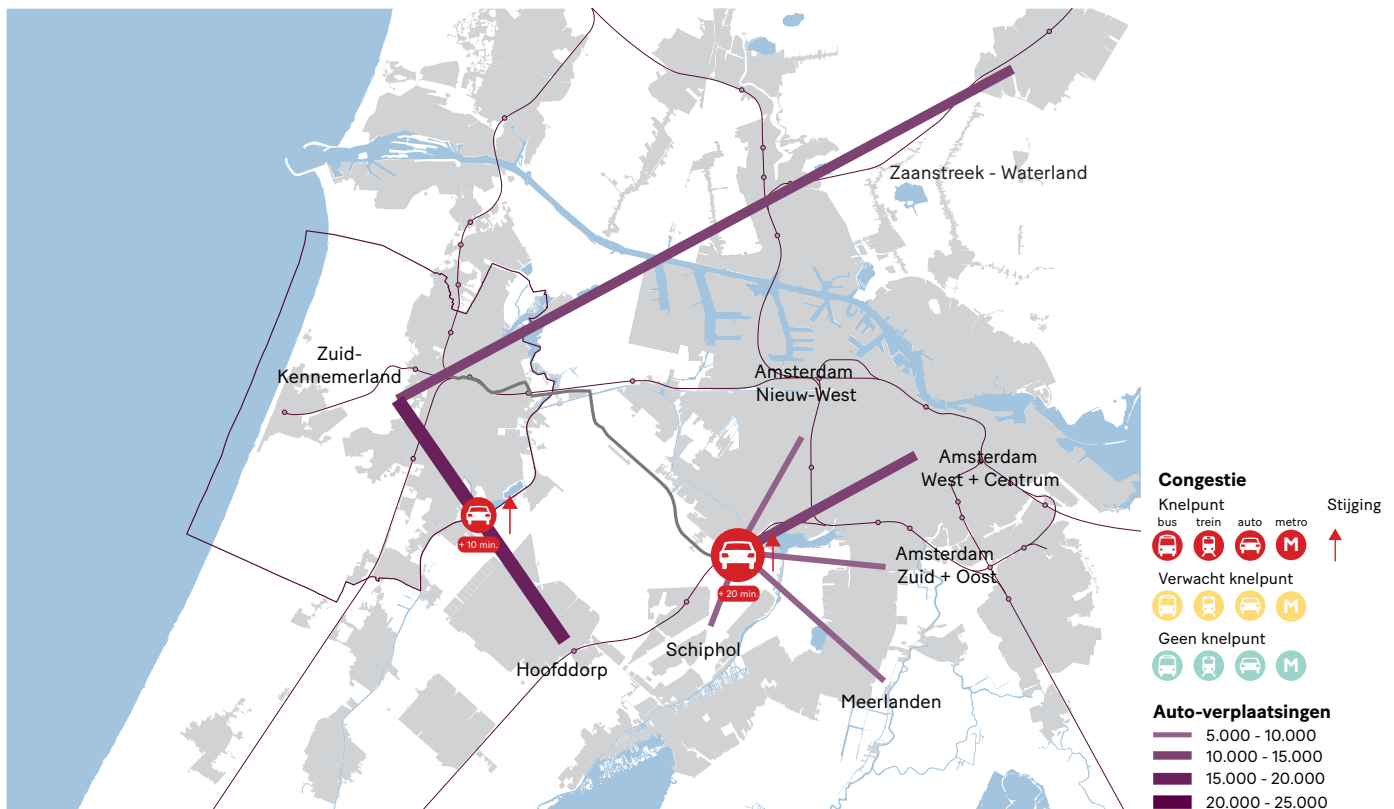 Zaanstreek - Waterland
Zuid-
Kennemerland
Amsterdam
Nieuw-West
Amsterdam
West + Centrum
+ 10 min.
Amsterdam
Zuid + Oost
+ 20 min.
Schiphol
Hoofddorp
Meerlanden
Congestie
Knelpunt
Stijging
bus trein auto metro
M
Verwacht knelpunt
M
Geen knelpunt
M
Auto-verplaatsingen
5.000 - 10.000
10.000 - 15.000
15.000 - 20.000
20.000 - 25.000